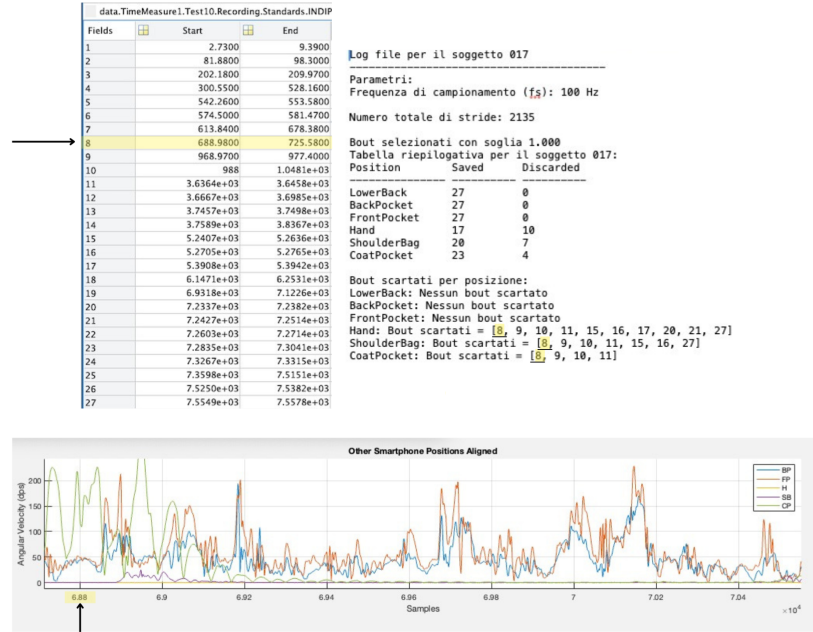 data.TimeMeasure1.Test10.Recording.Standards.INDIP
Fields Start End
1 2.7300 9.3900
2 81.8800 98.3000
3 202.1800 209.9700
4 300.5500 528.1600
5 542.2600 553.5800
6 574.5000 581.4700
7 613.8400 678.3800
8 688.9800 725.5800
9 968.9700 977.4000
10 988 1.0481e+03
11 3.6364e+03 3.6458e+03
12 3.6667e+03 3.6985e+03
13 3.7457e+03 3.7498e+03
14 3.7589e+03 3.8367e+03
15 5.2407e+03 5.2636e+03
16 5.2705e+03 5.2765e+03
17 5.3908e+03 5.3942e+03
18 6.1471e+03 6.2531e+03
19 6.9318e+03 7.1226e+03
20 7.2337e+03 7.2382e+03
21 7.2427e+03 7.2514e+03
22 7.2603e+03 7.2714e+03
23 7.2835e+03 7.3041e+03
24 7.3267e+03 7.3315e+03
25 7.3598e+03 7.5151e+03
26 7.5250e+03 7.5382e+03
27 7.5549e+03 7.5578e+03
Log file per il soggetto 017
Parametri:
Frequenza di campionamento (fs): 100 Hz
Numero totale di stride: 2135
Bout selezionati con soglia 1.000
Tabella riepilogativa per il soggetto 017:
Position Saved Discarded
LowerBack 27 0
BackPocket 27 0
FrontPocket 27 0
Hand 17 10
ShoulderBag 20 7
CoatPocket 23 4
Bout scartati per posizione:
LowerBack: Nessun bout scartato
BackPocket: Nessun bout scartato
FrontPocket: Nessun bout scartato
Hand: Bout scartati = [8, 9, 10, 11, 15, 16, 17, 20, 21, 27]
ShoulderBag: Bout scartati = [8, 9, 10, 11, 15, 16, 27]
CoatPocket: Bout scartati = [8, 9, 10, 11]
Other Smartphone Positions Aligned
Angular Velocity (dps)
200
150
100
50
0
BP
FP
H
SB
CP
6.88 6.9 6.92 6.94 6.96 6.98 7 7.02 7.04
Samples
×10⁴